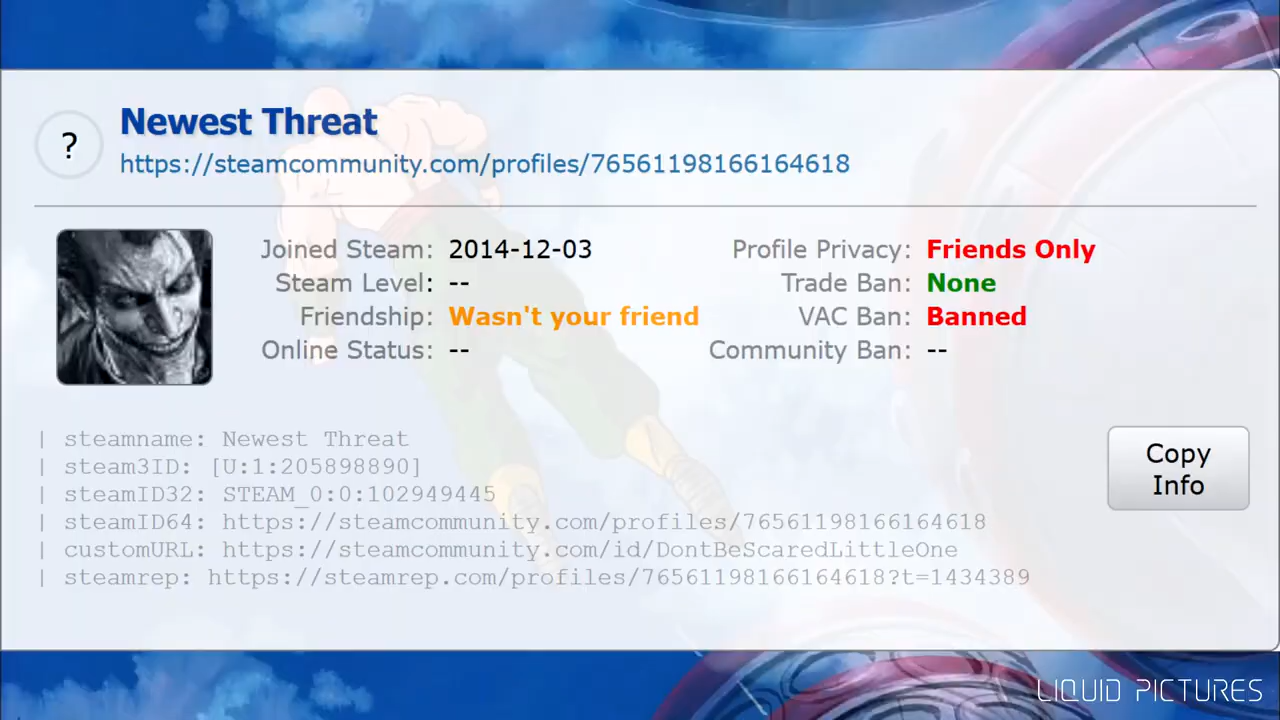 ?
Newest Threat
https://steamcommunity.com/profiles/76561198166164618
Joined Steam: 2014-12-03
Steam Level: --
Friendship: Wasn't your friend
Online Status: --
Profile Privacy: Friends Only
Trade Ban: None
VAC Ban: Banned
Community Ban: --
| steamname: Newest Threat
| steam3ID: [U:1:205898890]
| steamID32: STEAM_0:0:102949445
| steamID64: https://steamcommunity.com/profiles/76561198166164618
| customURL: https://steamcommunity.com/id/DontBeScaredLittleOne
| steamrep: https://steamrep.com/profiles/76561198166164618?t=1434389
Copy
Info
LIQUID PICTURES